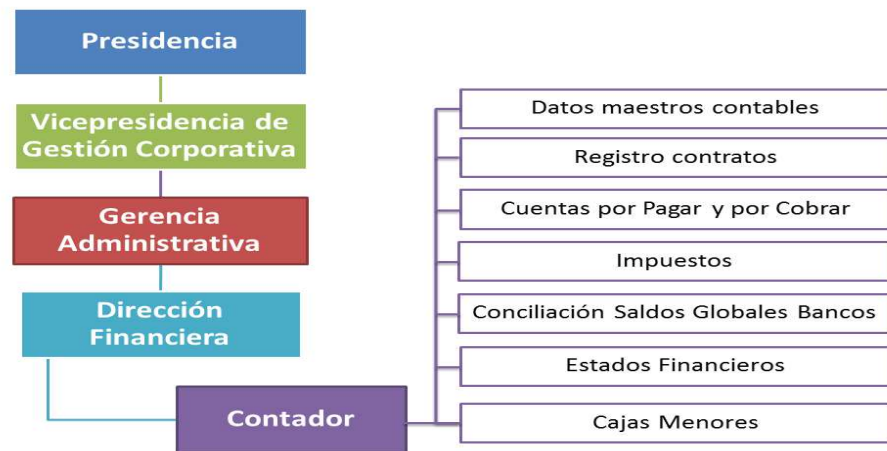 Presidencia
Vicepresidencia de
Gestión Corporativa
Gerencia
Administrativa
Dirección
Financiera
Contador
Datos maestros contables
Registro contratos
Cuentas por Pagar y por Cobrar
Impuestos
Conciliación Saldos Globales Bancos
Estados Financieros
Cajas Menores